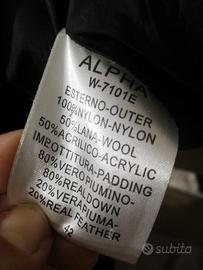 ALPHA
W-7101E
ESTERNO-OUTER
100%NYLON-NYLON
50%LANA-WOOL
50%ACRILICO-ACRYLIC
IMBOTTITURA-PADDING
80%VEROPIUMINO-
80%REALDOWN
20%VERAPIUMA-
20%REAL FEATHER
42
subito